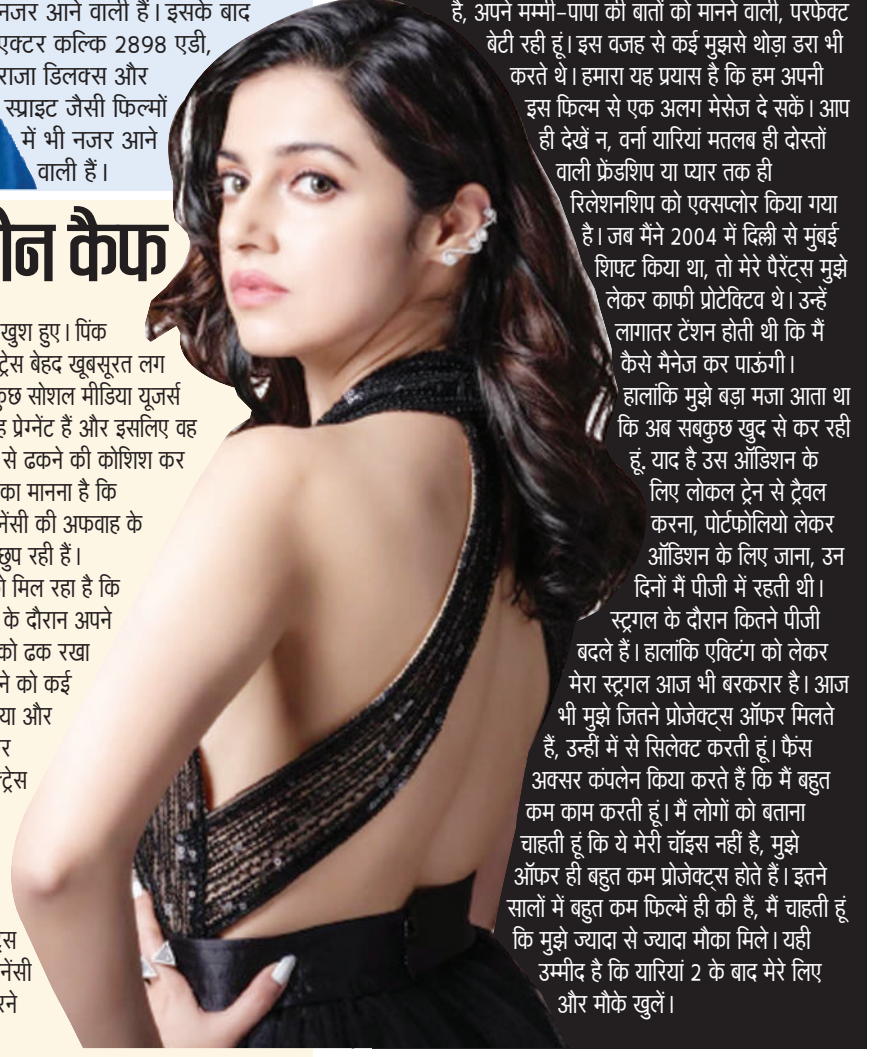 नजर आने वाली हैं। इसके बाद
एक्टर कल्कि 2898 एडी,
राजा डिलक्स और
स्प्राइट जैसी फिल्मों
में भी नजर आने
वाली हैं।
कैफ
खुश हुए। पिंक
बेहद खूबसूरत लग
सोशल मीडिया यूजर्स
प्रेग्नेंट हैं और इसलिए वह
से ढकने की कोशिश कर
का मानना है कि
की अफवाह के
छुप रही हैं।
मिल रहा है कि
के दौरान अपने
को ढक रखा
को कई
और
है, अपने मम्मी-पापा की बातों को मानने वाली, परफेक्ट
बेटी रही हूं। इस वजह से कई मुझसे थोड़ा डरा भी
करते थे। हमारा यह प्रयास है कि हम अपनी
इस फिल्म से एक अलग मेसेज दे सकें। आप
ही देखें न, वर्ना यारियां मतलब ही दोस्तों
वाली फ्रेंडशिप या प्यार तक ही
रिलेशनशिप को एक्सप्लोर किया गया
है। जब मैंने 2004 में दिल्ली से मुंबई
शिफ्ट किया था, तो मेरे पैरेंट्स मुझे
लेकर काफी प्रोटेक्टिव थे। उन्हें
लागातर टेंशन होती थी कि मैं
कैसे मैनेज कर पाऊंगी।
हालांकि मुझे बड़ा मजा आता था
कि अब सबकुछ खुद से कर रही
हूं. याद है उस ऑडिशन के
लिए लोकल ट्रेन से ट्रैवल
करना, पोर्टफोलियो लेकर
ऑडिशन के लिए जाना, उन
दिनों मैं पीजी में रहती थी।
स्ट्रगल के दौरान कितने पीजी
बदले हैं। हालांकि एक्टिंग को लेकर
मेरा स्ट्रगल आज भी बरकरार है। आज
भी मुझे जितने प्रोजेक्ट्स ऑफर मिलते
हैं, उन्हीं में से सिलेक्ट करती हूं। फैंस
अक्सर कंपलेन किया करते हैं कि मैं बहुत
कम काम करती हूं। मैं लोगों को बताना
चाहती हूं कि ये मेरी चॉइस नहीं है, मुझे
ऑफर ही बहुत कम प्रोजेक्ट्स होते हैं। इतने
सालों में बहुत कम फिल्में ही की हैं, मैं चाहती हूं
कि मुझे ज्यादा से ज्यादा मौका मिले। यही
उम्मीद है कि यारियां 2 के बाद मेरे लिए
और मौके खुलें।